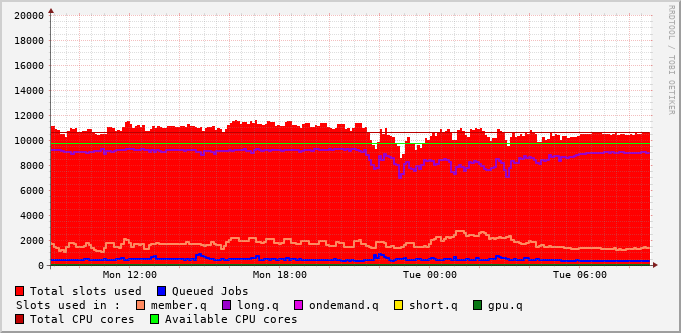 20000
18000
16000
14000
12000
10000
8000
6000
4000
2000
0
Mon 12:00 Mon 18:00 Tue 00:00 Tue 06:00
RRDTOOL / TOBI OETIKER
Total slots used Queued Jobs
Slots used in : member.q long.q ondemand.q short.q gpu.q
Total CPU cores Available CPU cores